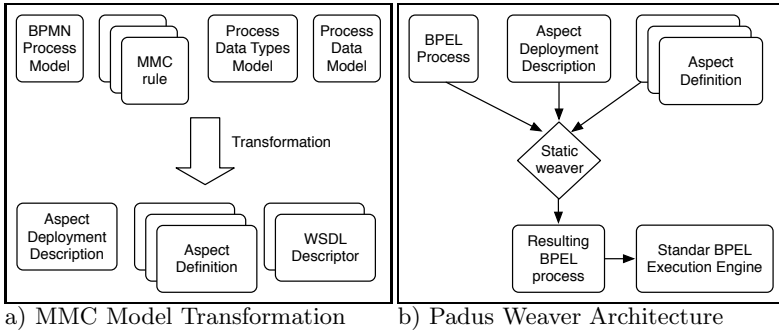 BPMN
Process
Model
MMC
rule
Process
Data Types
Model
Process
Data Model
Transformation
Aspect
Deployment
Description
Aspect
Definition
WSDL
Descriptor
a) MMC Model Transformation
BPEL
Process
Aspect
Deployment
Description
Aspect
Definition
Static
weaver
Resulting
BPEL
process
Standar BPEL
Execution Engine
b) Padus Weaver Architecture